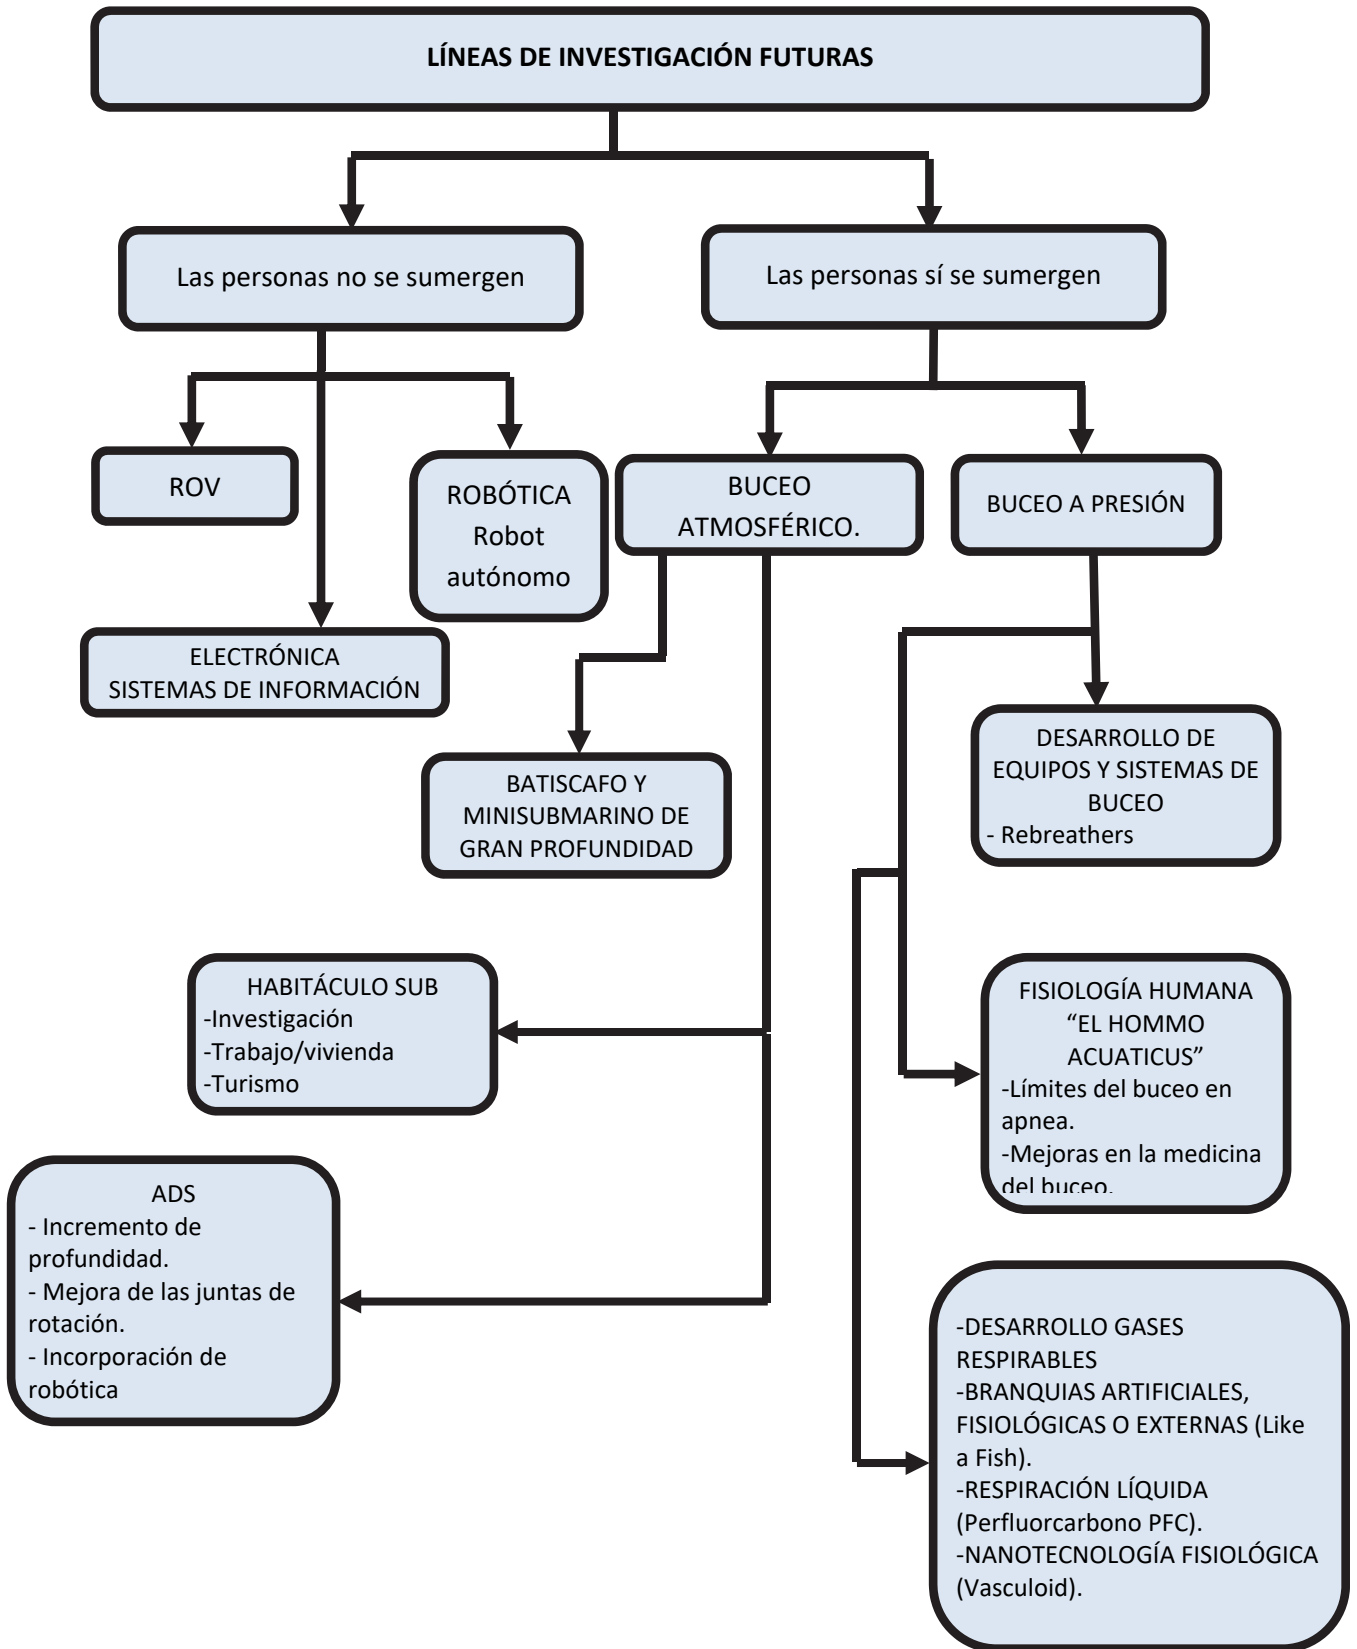 LÍNEAS DE INVESTIGACIÓN FUTURAS
Las personas no se sumergen
Las personas sí se sumergen
ROV
ROBÓTICA
Robot
autónomo
BUCEO
ATMOSFÉRICO.
BUCEO A PRESIÓN
ELECTRÓNICA
SISTEMAS DE INFORMACIÓN
BATISCAFO Y
MINISUBMARINO DE
GRAN PROFUNDIDAD
DESARROLLO DE
EQUIPOS Y SISTEMAS DE
BUCEO
- Rebreathers
HABITÁCULO SUB
-Investigación
-Trabajo/vivienda
-Turismo
FISIOLOGÍA HUMANA
“EL HOMMO
ACUATICUS”
-Límites del buceo en
apnea.
-Mejoras en la medicina
del buceo.
ADS
- Incremento de
profundidad.
- Mejora de las juntas de
rotación.
- Incorporación de
robótica
-DESARROLLO GASES
RESPIRABLES
-BRANQUIAS ARTIFICIALES,
FISIOLÓGICAS O EXTERNAS (Like
a Fish).
-RESPIRACIÓN LÍQUIDA
(Perfluorcarbono PFC).
-NANOTECNOLOGÍA FISIOLÓGICA
(Vasculoid).